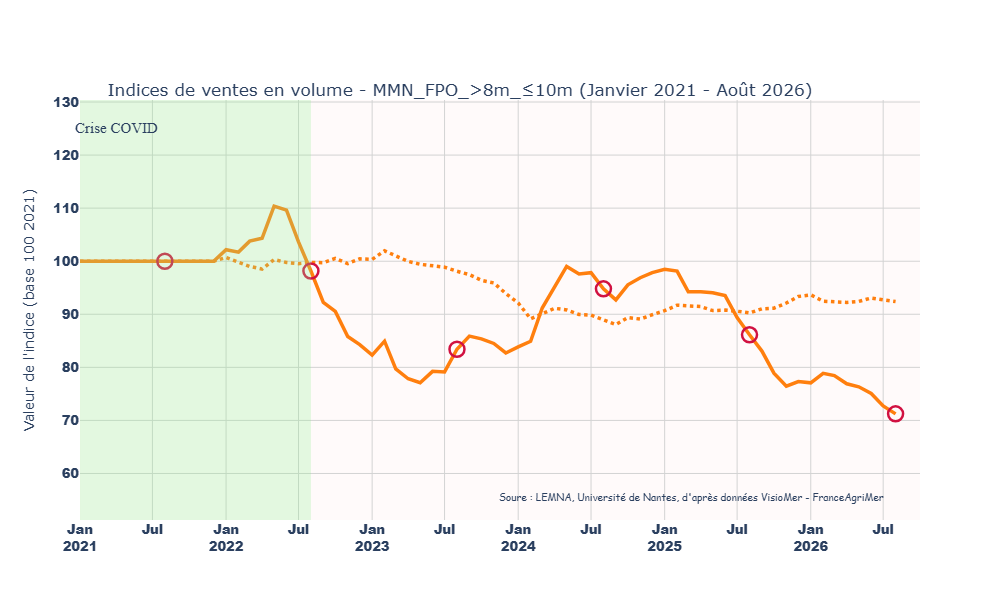 Indices de ventes en volume - MMN_FPO_>8m_≤10m (Janvier 2021 - Août 2026)
Valeur de l'indice (base 100 2021)
130
120
110
100
90
80
70
60
Crise COVID
Soure : LEMNA, Université de Nantes, d'après données VisioMer - FranceAgriMer
Jan Jul Jan Jul Jan Jul Jan Jul Jan Jul Jan Jul
2021 2022 2023 2024 2025 2026